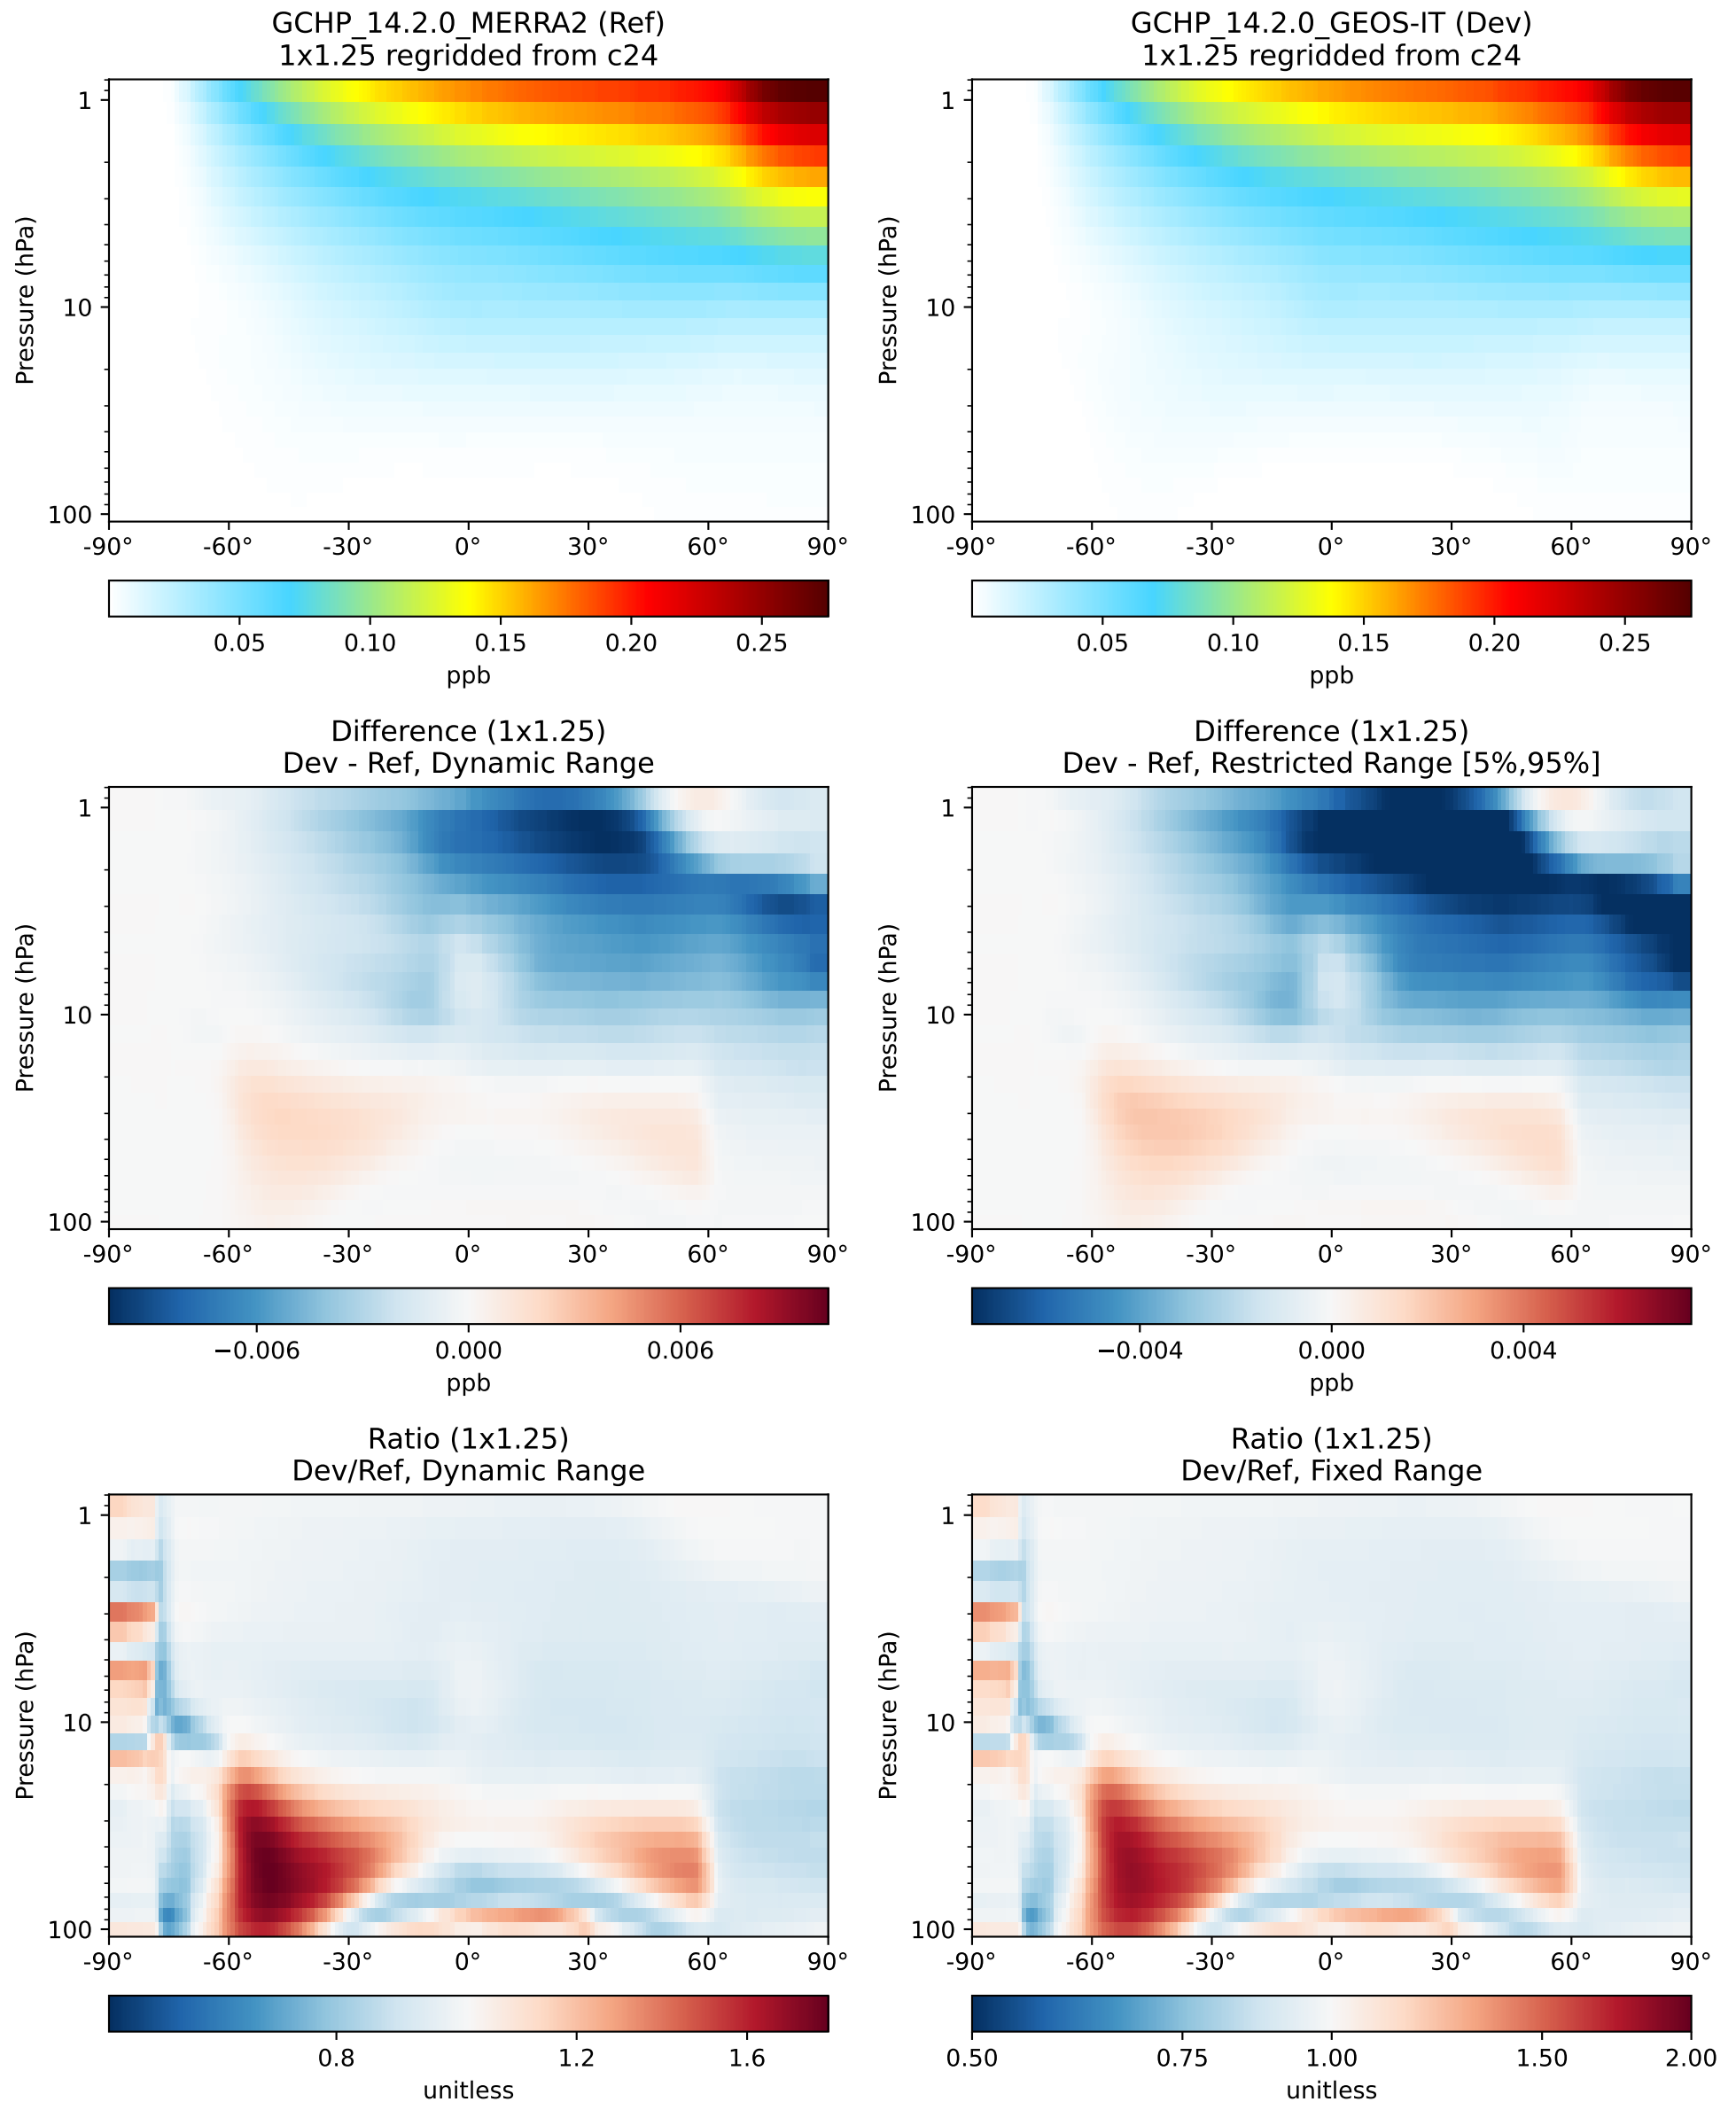 GCHP_14.2.0_MERRA2 (Ref)
1x1.25 regridded from c24
Pressure (hPa)
1
10
100
-90° -60° -30° 0° 30° 60° 90°
0.05 0.10 0.15 0.20 0.25
ppb
GCHP_14.2.0_GEOS-IT (Dev)
1x1.25 regridded from c24
Pressure (hPa)
1
10
100
-90° -60° -30° 0° 30° 60° 90°
0.05 0.10 0.15 0.20 0.25
ppb
Difference (1x1.25)
Dev - Ref, Dynamic Range
Pressure (hPa)
1
10
100
-90° -60° -30° 0° 30° 60° 90°
−0.006 0.000 0.006
ppb
Difference (1x1.25)
Dev - Ref, Restricted Range [5%,95%]
Pressure (hPa)
1
10
100
-90° -60° -30° 0° 30° 60° 90°
−0.004 0.000 0.004
ppb
Ratio (1x1.25)
Dev/Ref, Dynamic Range
Pressure (hPa)
1
10
100
-90° -60° -30° 0° 30° 60° 90°
0.8 1.2 1.6
unitless
Ratio (1x1.25)
Dev/Ref, Fixed Range
Pressure (hPa)
1
10
100
-90° -60° -30° 0° 30° 60° 90°
0.50 0.75 1.00 1.50 2.00
unitless